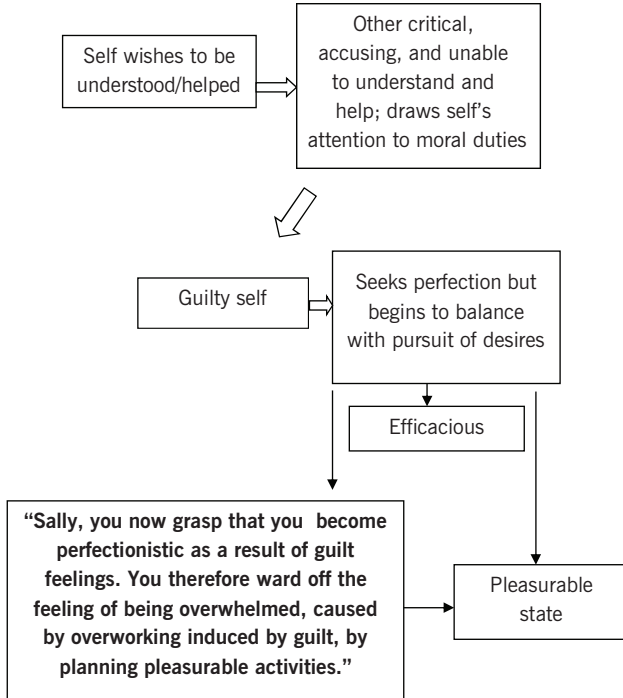 Self wishes to be
understood/helped
Other critical,
accusing, and unable
to understand and
help; draws self's
attention to moral duties
Guilty self
Seeks perfection but
begins to balance
with pursuit of desires
Efficacious
“Sally, you now grasp that you become
perfectionistic as a result of guilt
feelings. You therefore ward off the
feeling of being overwhelmed, caused
by overworking induced by guilt, by
planning pleasurable activities.”
Pleasurable
state